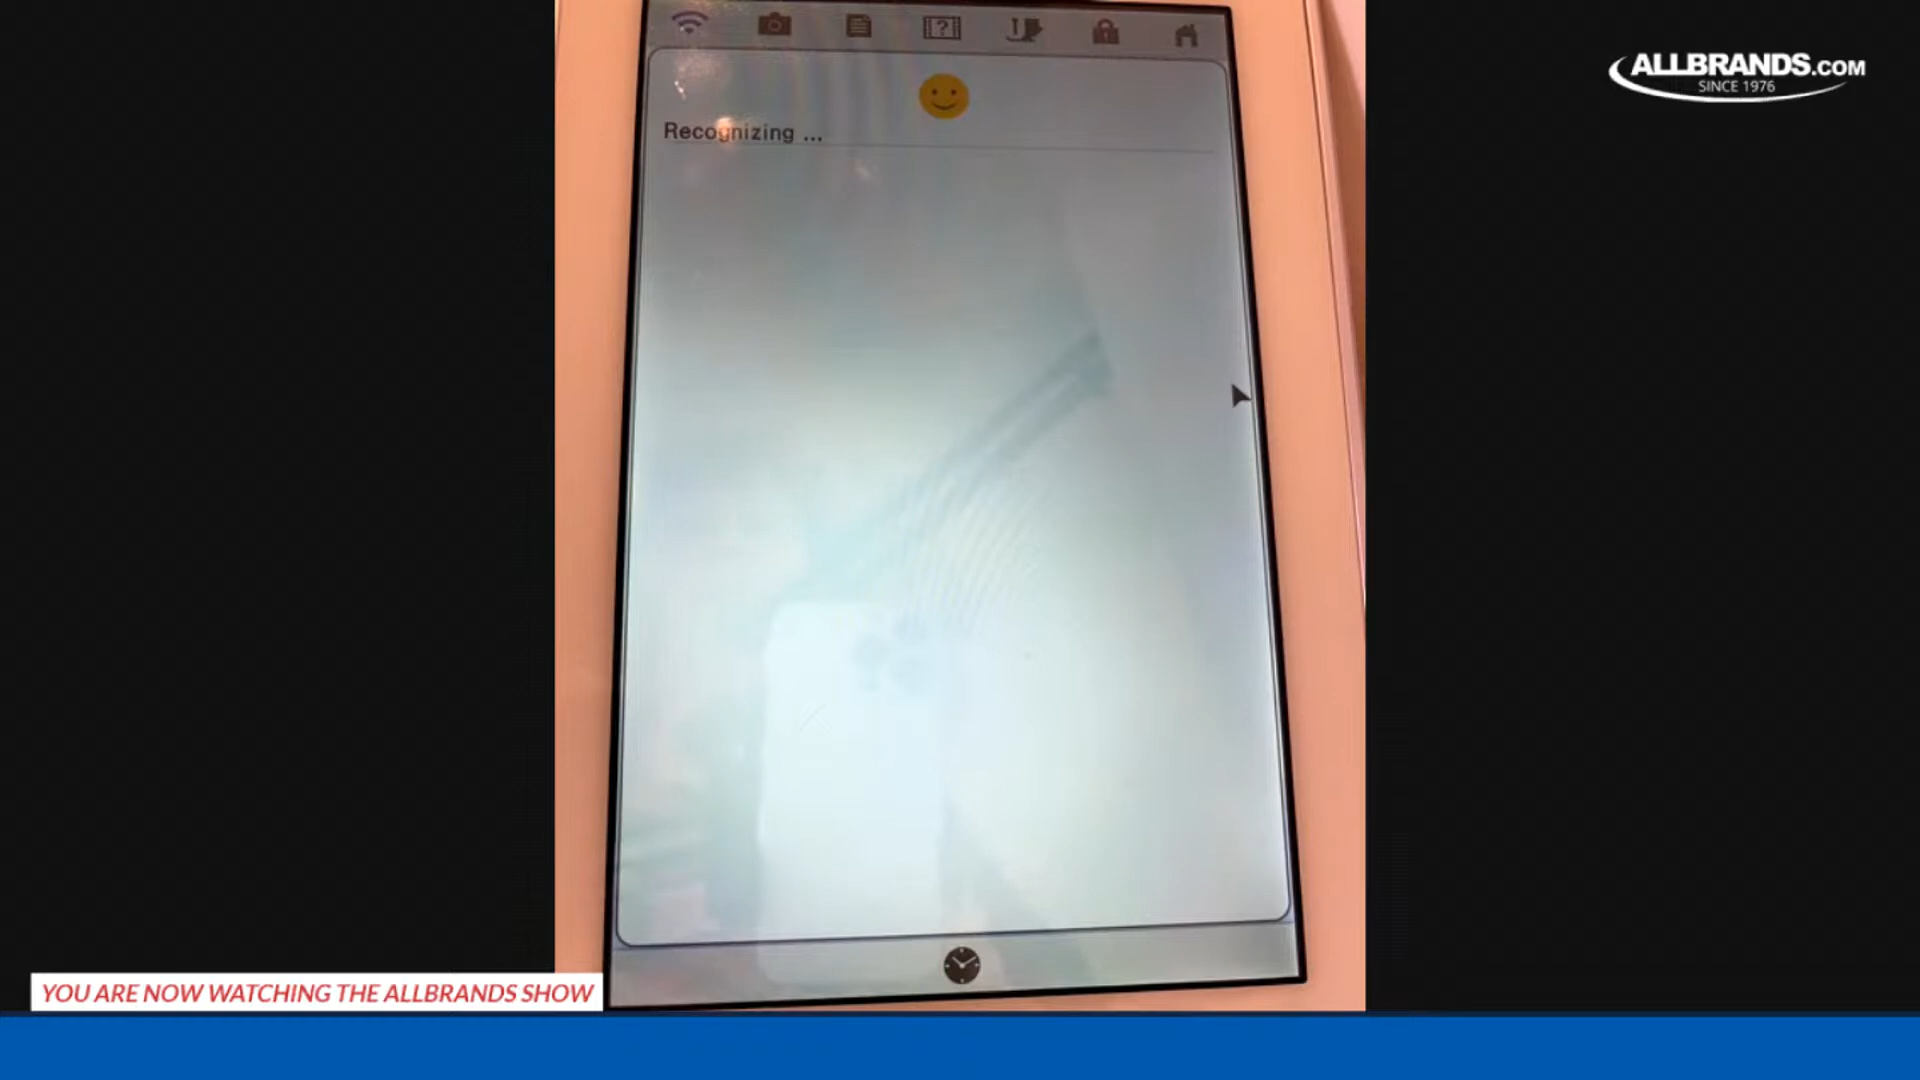 ALLBRANDS.COM
SINCE 1976
Recognizing ...
YOU ARE NOW WATCHING THE ALLBRANDS SHOW